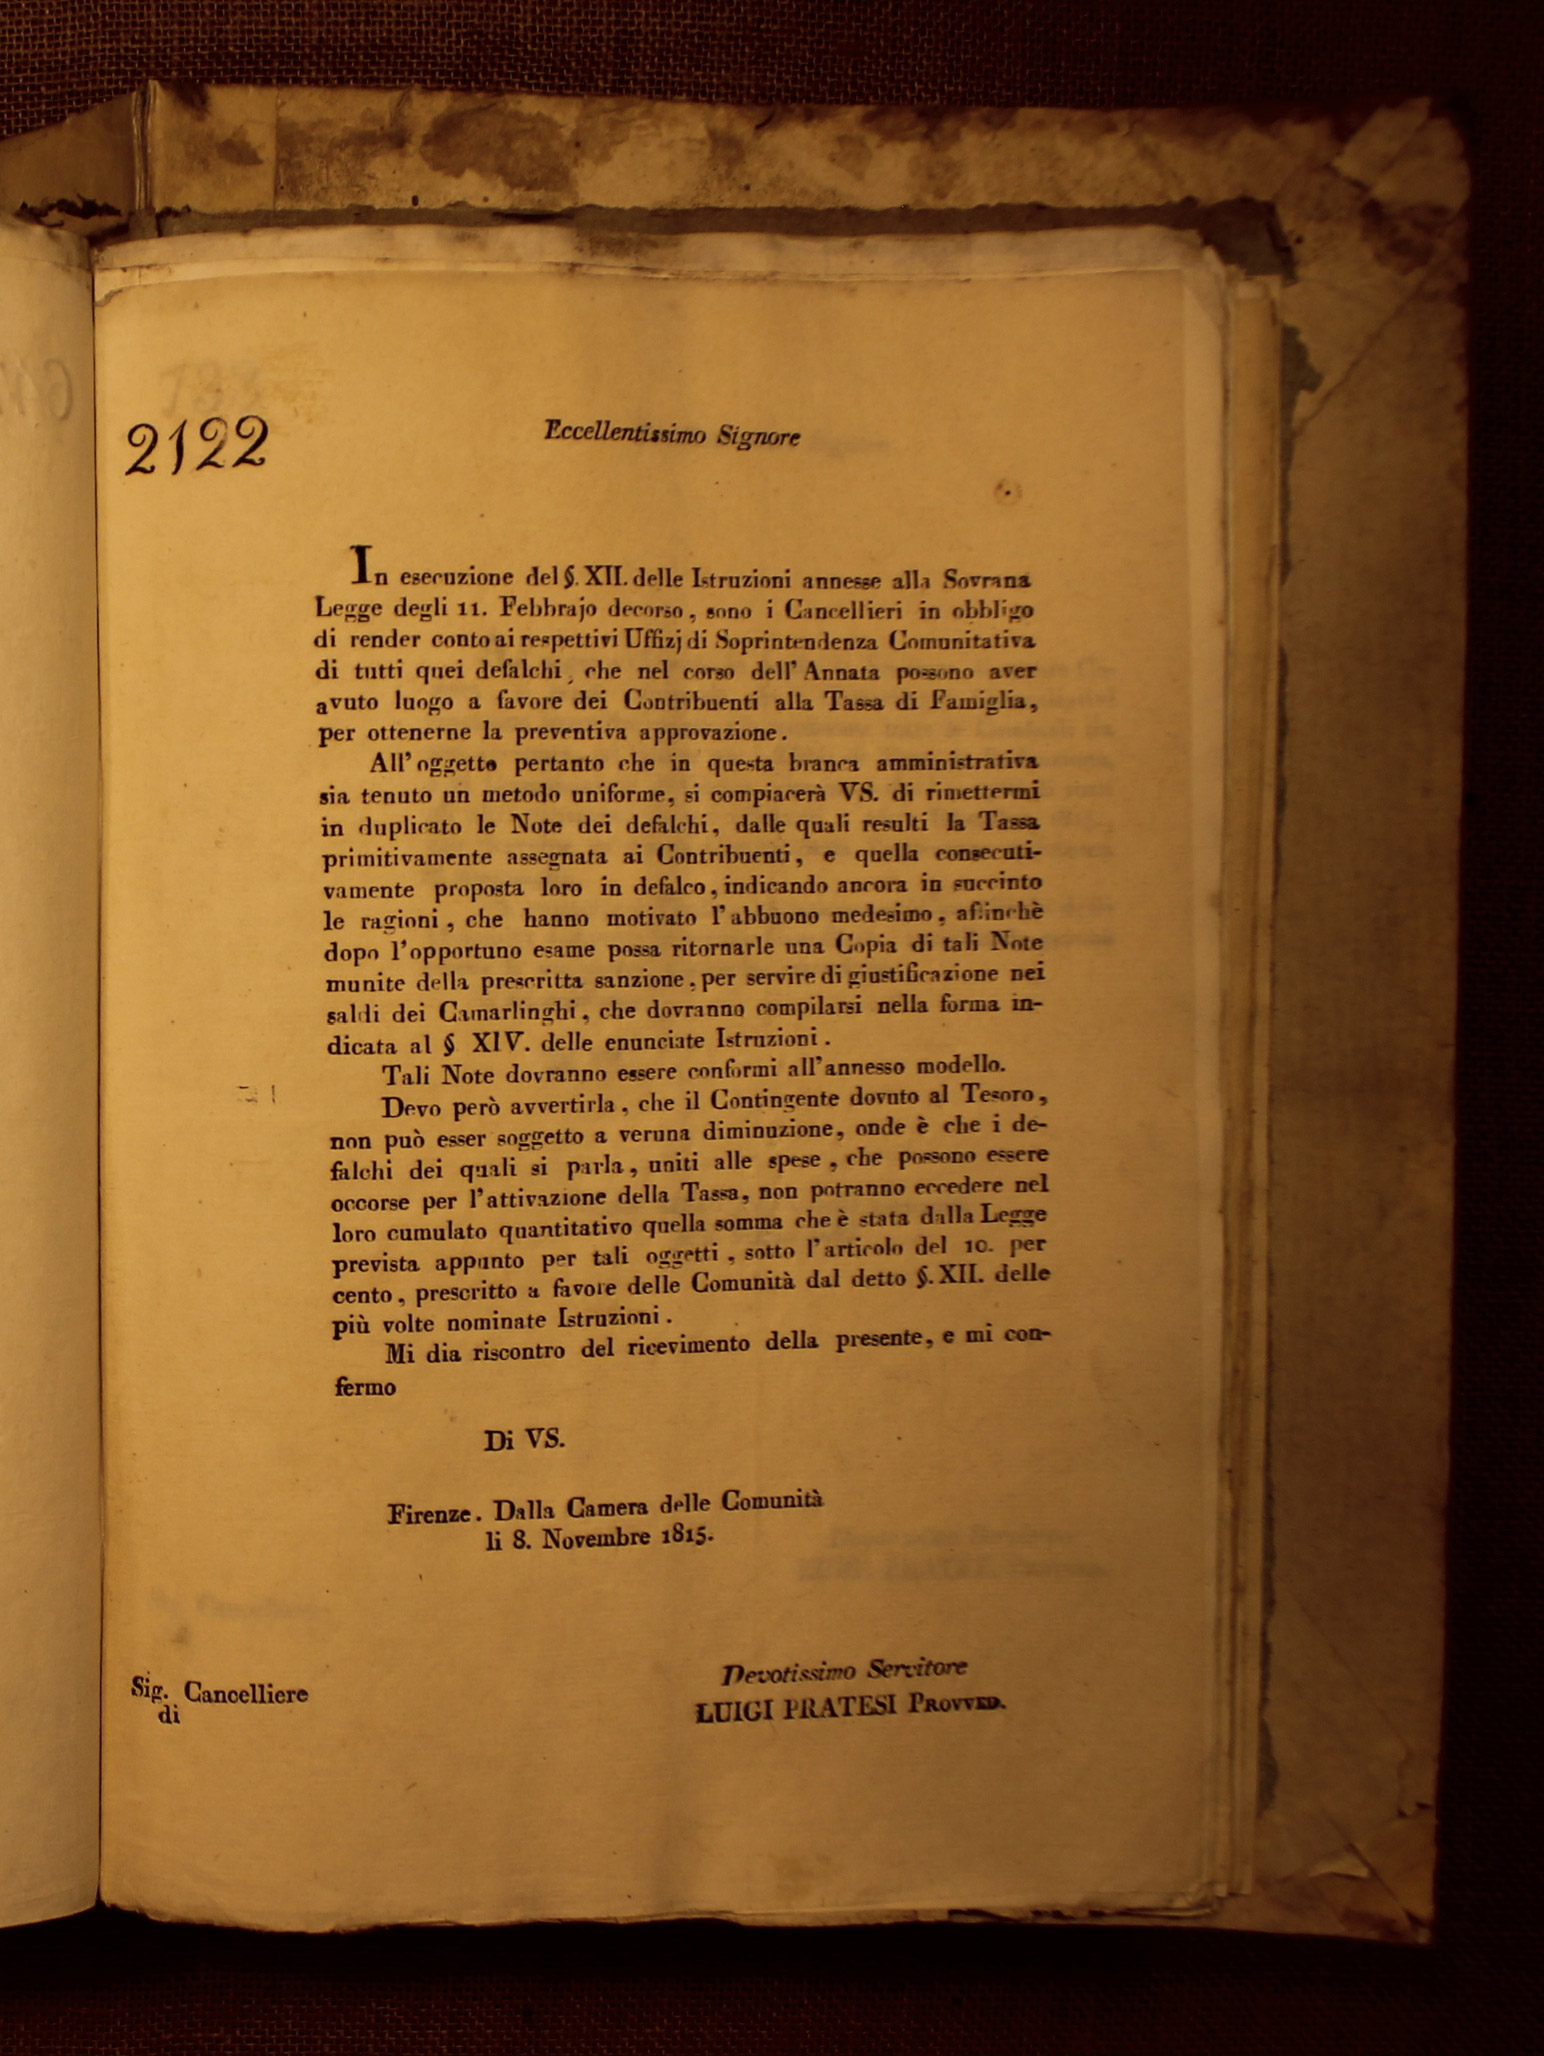 2122
Eccellentissimo Signore
In esecuzione del §. XII. delle Istruzioni annesse alla Sovrana
Legge degli 11. Febbrajo decorso, sono i Cancellieri in obbligo
di render conto ai respettivi Uffizj di Soprintendenza Comunitativa
di tutti quei defalchi, che nel corso dell' Annata possono aver
avuto luogo a favore dei Contribuenti alla Tassa di Famiglia,
per ottenerne la preventiva approvazione.
All' oggetto pertanto che in questa branca amministrativa
sia tenuto un metodo uniforme, si compiacerà VS. di rimettermi
in duplicato le Note dei defalchi, dalle quali resulti la Tassa
primitivamente assegnata ai Contribuenti, e quella consecuti-
vamente proposta loro in defalco, indicando ancora in succinto
le ragioni, che hanno motivato l'abbuono medesimo, affinchè
dopo l'opportuno esame possa ritornarle una Copia di tali Note
munite della prescritta sanzione, per servire di giustificazione nei
saldi dei Camarlinghi, che dovranno compilarsi nella forma in-
dicata al § XIV. delle enunciate Istruzioni.
Tali Note dovranno essere conformi all'annesso modello.
Devo però avvertirla, che il Contingente dovuto al Tesoro,
non può esser soggetto a veruna diminuzione, onde è che i de-
falchi dei quali si parla, uniti alle spese, che possono essere
occorse per l'attivazione della Tassa, non potranno eccedere nel
loro cumulato quantitativo quella somma che è stata dalla Legge
prevista appunto per tali oggetti, sotto l'articolo del 10. per
cento, prescritto a favore delle Comunità dal detto §. XII. delle
più volte nominate Istruzioni.
Mi dia riscontro del ricevimento della presente, e mi con-
fermo
Di VS.
Firenze. Dalla Camera delle Comunità
li 8. Novembre 1815.
Devotissimo Servitore
LUIGI PRATESI PROVVED.
Sig. Cancelliere
di